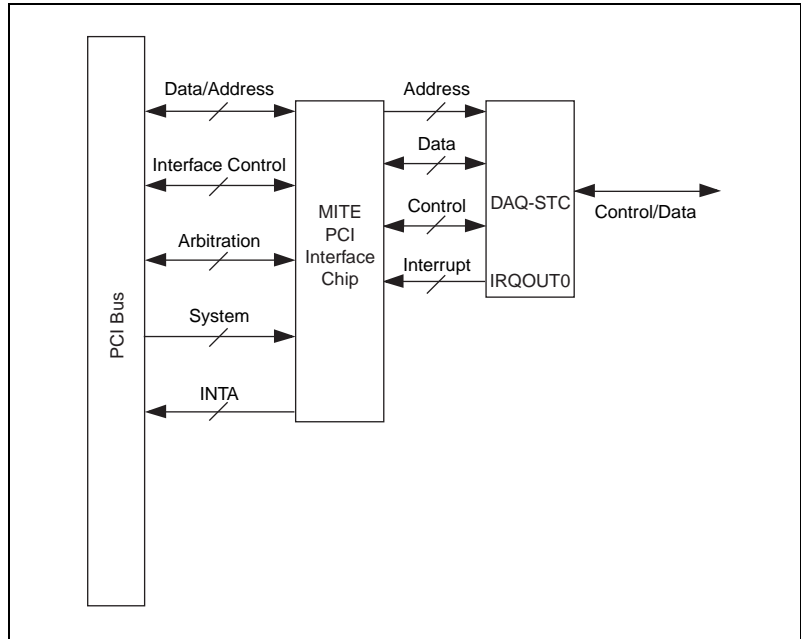 PCI Bus
Data/Address
Interface Control
Arbitration
System
INTA
MITE
PCI
Interface
Chip
Address
Data
Control
Interrupt
DAQ-STC
IRQOUT0
Control/Data